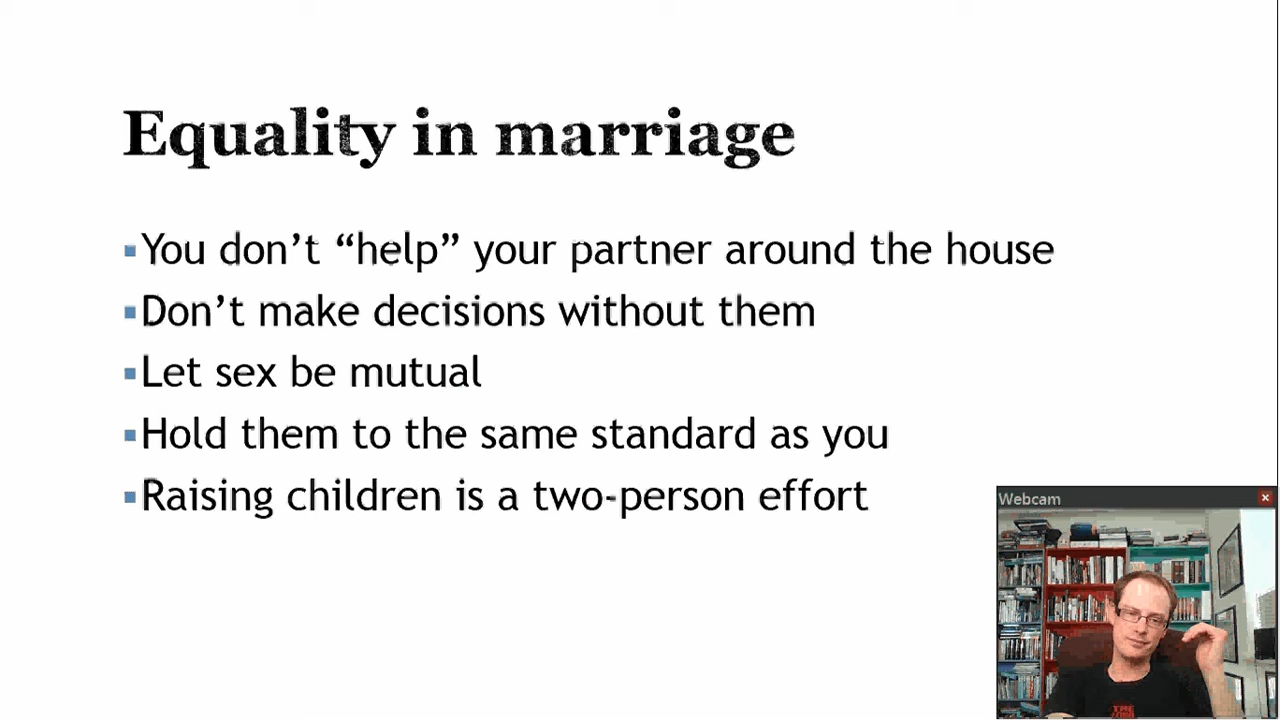 Equality in marriage
You don’t “help” your partner around the house
Don’t make decisions without them
Let sex be mutual
Hold them to the same standard as you
Raising children is a two-person effort
Webcam